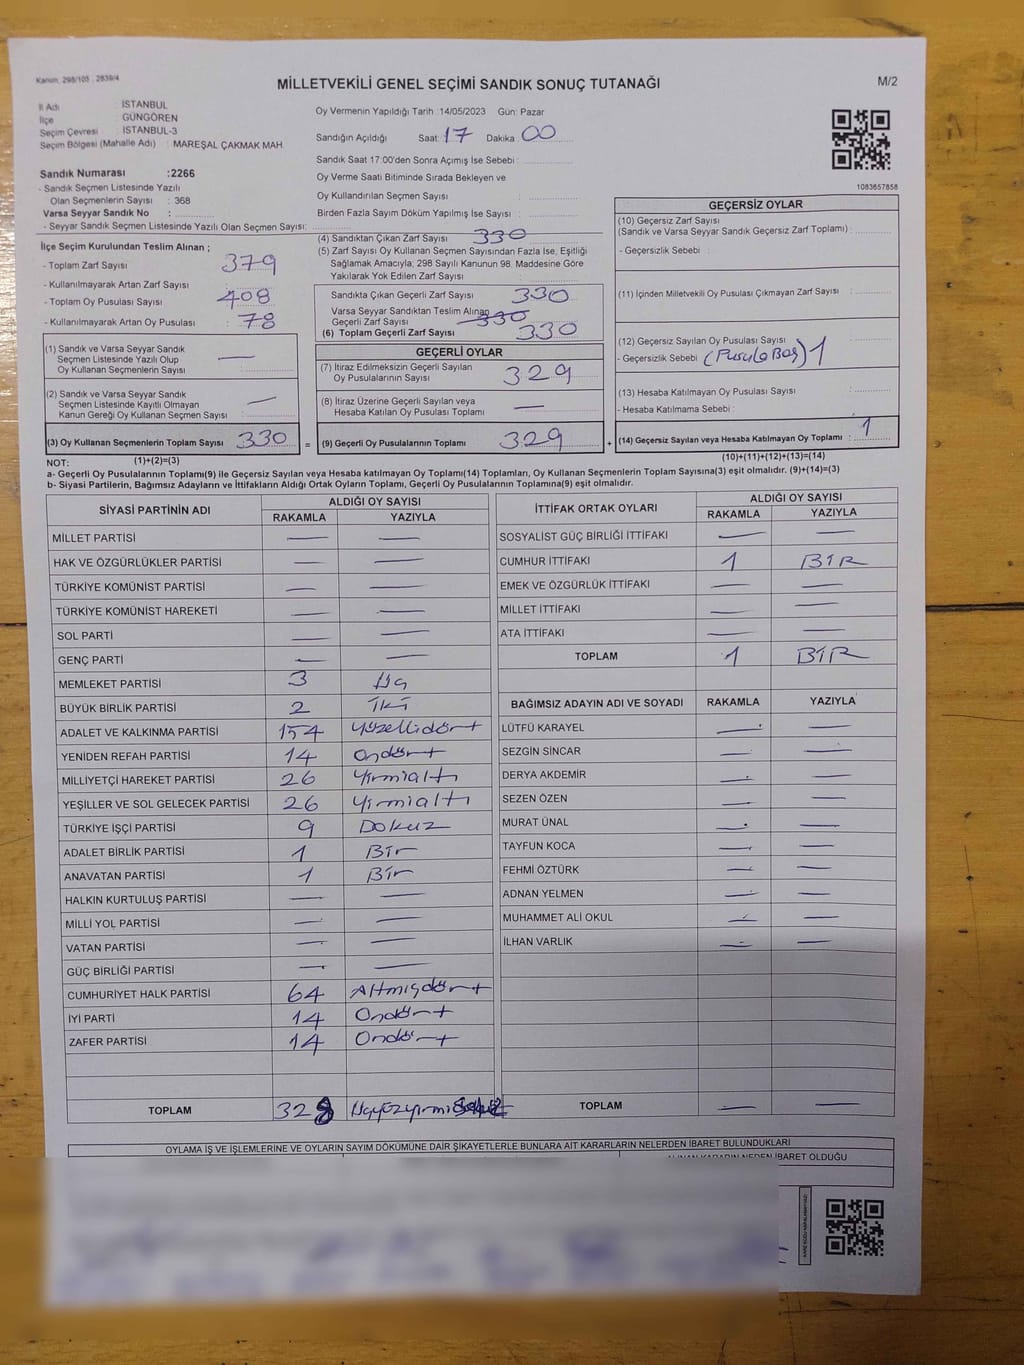 Kanun: 298/105 : 2839/4
MİLLETVEKİLİ GENEL SEÇİMİ SANDIK SONUÇ TUTANAĞI
M/2
İl Adı : İSTANBUL
İlçe : GÜNGÖREN
Seçim Çevresi : İSTANBUL-3
Seçim Bölgesi (Mahalle Adı) : MAREŞAL ÇAKMAK MAH.
Sandık Numarası :2266
- Sandık Seçmen Listesinde Yazılı
Olan Seçmenlerin Sayısı : 368
Varsa Seyyar Sandık No :
- Seyyar Sandık Seçmen Listesinde Yazılı Olan Seçmen Sayısı:
Oy Vermenin Yapıldığı Tarih :14/05/2023 Gün: Pazar
Sandığın Açıldığı Saat: 17 Dakika: 00
Sandık Saat 17:00'den Sonra Açımış İse Sebebi :
Oy Verme Saati Bitiminde Sırada Bekleyen ve
Oy Kullandırılan Seçmen Sayısı :
Birden Fazla Sayım Döküm Yapılmış İse Sayısı :
1083657858
İlçe Seçim Kurulundan Teslim Alınan ;
- Toplam Zarf Sayısı : 379
- Kullanılmayarak Artan Zarf Sayısı :
- Toplam Oy Pusulası Sayısı : 408
- Kullanılmayarak Artan Oy Pusulası : 78
(4) Sandıktan Çıkan Zarf Sayısı : 330
(5) Zarf Sayısı Oy Kullanan Seçmen Sayısından Fazla İse, Eşitliği
Sağlamak Amacıyla, 298 Sayılı Kanunun 98. Maddesine Göre
Yakılarak Yok Edilen Zarf Sayısı :
Sandıkta Çıkan Geçerli Zarf Sayısı : 330
Varsa Seyyar Sandıktan Teslim Alınan
Geçerli Zarf Sayısı : 330
(6) Toplam Geçerli Zarf Sayısı : 330
GEÇERSİZ OYLAR
(10) Geçersiz Zarf Sayısı
(Sandık ve Varsa Seyyar Sandık Geçersiz Zarf Toplamı) :
- Geçersizlik Sebebi :
(11) İçinden Milletvekili Oy Pusulası Çıkmayan Zarf Sayısı :
(12) Geçersiz Sayılan Oy Pusulası Sayısı :
- Geçersizlik Sebebi : (Pusula Boş) 1
(13) Hesaba Katılmayan Oy Pusulası Sayısı :
- Hesaba Katılmama Sebebi :
(14) Geçersiz Sayılan veya Hesaba Katılmayan Oy Toplamı : 1
(10)+(11)+(12)+(13)=(14)
(1) Sandık ve Varsa Seyyar Sandık
Seçmen Listesinde Yazılı Olup
Oy Kullanan Seçmenlerin Sayısı : —
(2) Sandık ve Varsa Seyyar Sandık
Seçmen Listesinde Kayıtlı Olmayan
Kanun Gereği Oy Kullanan Seçmen Sayısı : —
(3) Oy Kullanan Seçmenlerin Toplam Sayısı : 330 =
(1)+(2)=(3)
GEÇERLİ OYLAR
(7) İtiraz Edilmeksizin Geçerli Sayılan
Oy Pusulalarının Sayısı : 329
(8) İtiraz Üzerine Geçerli Sayılan veya
Hesaba Katılan Oy Pusulası Toplamı : —
(9) Geçerli Oy Pusulalarının Toplamı : 329 +
NOT:
a- Geçerli Oy Pusulalarının Toplamı(9) ile Geçersiz Sayılan veya Hesaba katılmayan Oy Toplamı(14) Toplamları, Oy Kullanan Seçmenlerin Toplam Sayısına(3) eşit olmalıdır. (9)+(14)=(3)
b- Siyasi Partilerin, Bağımsız Adayların ve İttifakların Aldığı Ortak Oyların Toplamı, Geçerli Oy Pusulalarının Toplamına(9) eşit olmalıdır.
SİYASİ PARTİNİN ADI ALDIĞI OY SAYISI
RAKAMLA YAZIYLA
MİLLET PARTİSİ — —
HAK VE ÖZGÜRLÜKLER PARTİSİ — —
TÜRKİYE KOMÜNİST PARTİSİ — —
TÜRKİYE KOMÜNİST HAREKETİ — —
SOL PARTİ — —
GENÇ PARTİ — —
MEMLEKET PARTİSİ 3 Üç
BÜYÜK BİRLİK PARTİSİ 2 İki
ADALET VE KALKINMA PARTİSİ 154 Yüzellidört
YENİDEN REFAH PARTİSİ 14 Ondört
MİLLİYETÇİ HAREKET PARTİSİ 26 Yirmialtı
YEŞİLLER VE SOL GELECEK PARTİSİ 26 Yirmialtı
TÜRKİYE İŞÇİ PARTİSİ 9 Dokuz
ADALET BİRLİK PARTİSİ 1 Bir
ANAVATAN PARTİSİ 1 Bir
HALKIN KURTULUŞ PARTİSİ — —
MİLLİ YOL PARTİSİ — —
VATAN PARTİSİ — —
GÜÇ BİRLİĞİ PARTİSİ — —
CUMHURİYET HALK PARTİSİ 64 Altmışdört
İYİ PARTİ 14 Ondört
ZAFER PARTİSİ 14 Ondört
TOPLAM 328 Üçyüzyirmisekiz
İTTİFAK ORTAK OYLARI ALDIĞI OY SAYISI
RAKAMLA YAZIYLA
SOSYALİST GÜÇ BİRLİĞİ İTTİFAKI — —
CUMHUR İTTİFAKI 1 BİR
EMEK VE ÖZGÜRLÜK İTTİFAKI — —
MİLLET İTTİFAKI — —
ATA İTTİFAKI — —
TOPLAM 1 BİR
BAĞIMSIZ ADAYIN ADI VE SOYADI RAKAMLA YAZIYLA
LÜTFÜ KARAYEL — —
SEZGİN SİNCAR — —
DERYA AKDEMİR — —
SEZEN ÖZEN — —
MURAT ÜNAL — —
TAYFUN KOCA — —
FEHMİ ÖZTÜRK — —
ADNAN YELMEN — —
MUHAMMET ALİ OKUL — —
İLHAN VARLIK — —
TOPLAM — —
OYLAMA İŞ VE İŞLEMLERİNE VE OYLARIN SAYIM DÖKÜMÜNE DAİR ŞİKAYETLERLE BUNLARA AİT KARARLARIN NELERDEN İBARET BULUNDUKLARI
ALINAN KARARIN NEDEN İBARET OLDUĞU